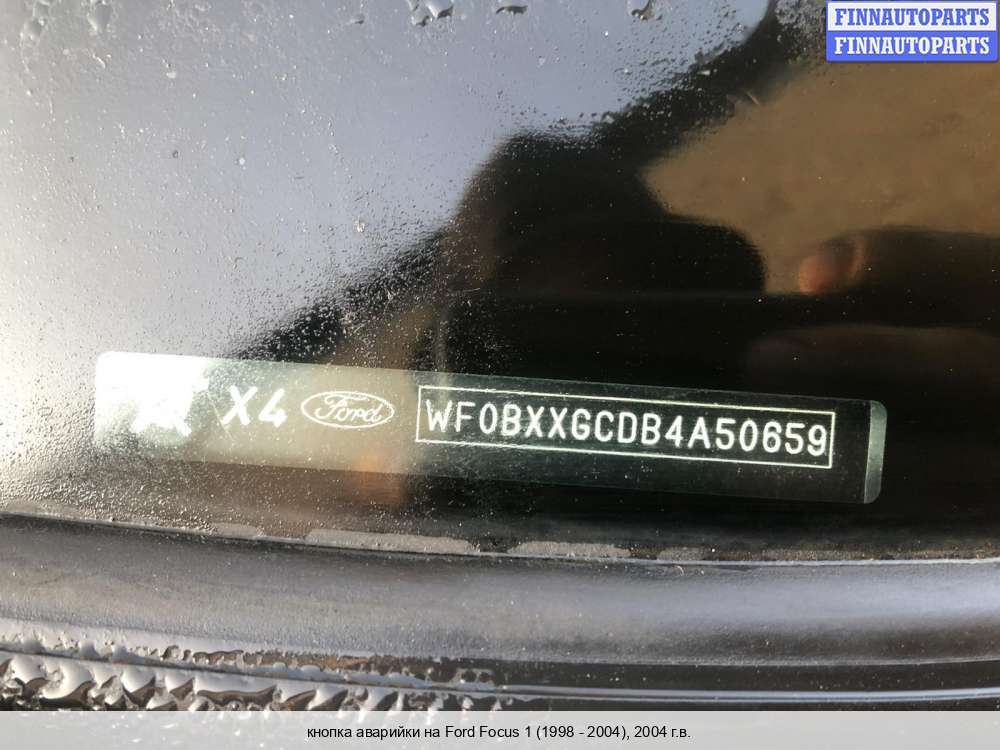 FINNAUTOPARTS
FINNAUTOPARTS
X4 Ford WF0BXXGCDB4A50659
кнопка аварийки на Ford Focus 1 (1998 - 2004), 2004 г.в.